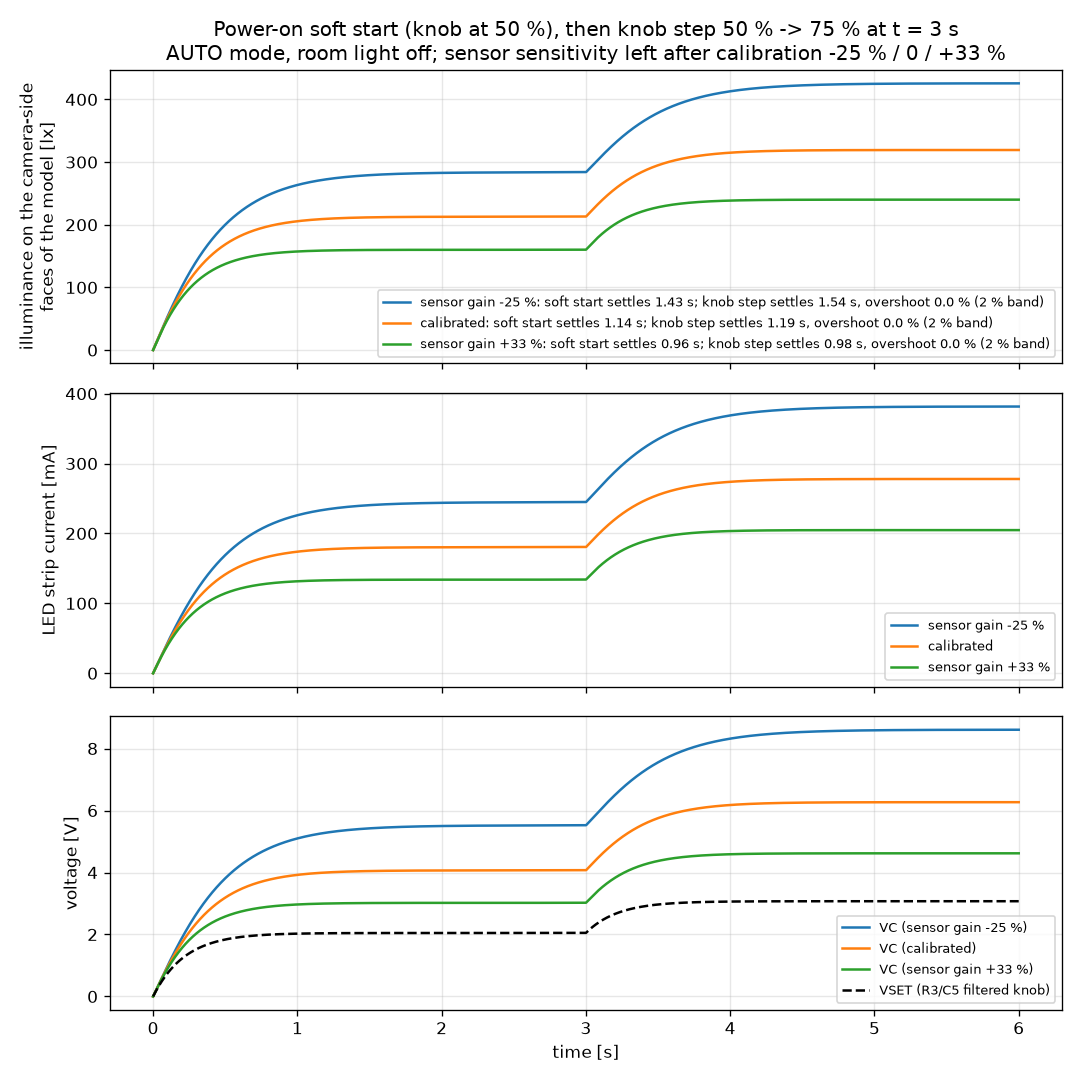 Power-on soft start (knob at 50 %), then knob step 50 % -> 75 % at t = 3 s
AUTO mode, room light off; sensor sensitivity left after calibration -25 % / 0 / +33 %
illuminance on the camera-side
faces of the model [lx]
400
300
200
100
0
sensor gain -25 %: soft start settles 1.43 s; knob step settles 1.54 s, overshoot 0.0 % (2 % band)
calibrated: soft start settles 1.14 s; knob step settles 1.19 s, overshoot 0.0 % (2 % band)
sensor gain +33 %: soft start settles 0.96 s; knob step settles 0.98 s, overshoot 0.0 % (2 % band)
LED strip current [mA]
400
300
200
100
0
sensor gain -25 %
calibrated
sensor gain +33 %
voltage [V]
8
6
4
2
0
VC (sensor gain -25 %)
VC (calibrated)
VC (sensor gain +33 %)
VSET (R3/C5 filtered knob)
0 1 2 3 4 5 6
time [s]